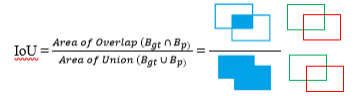 IoU = Area of Overlap (B_gt ∩ B_p) / Area of Union (B_gt ∪ B_p) =